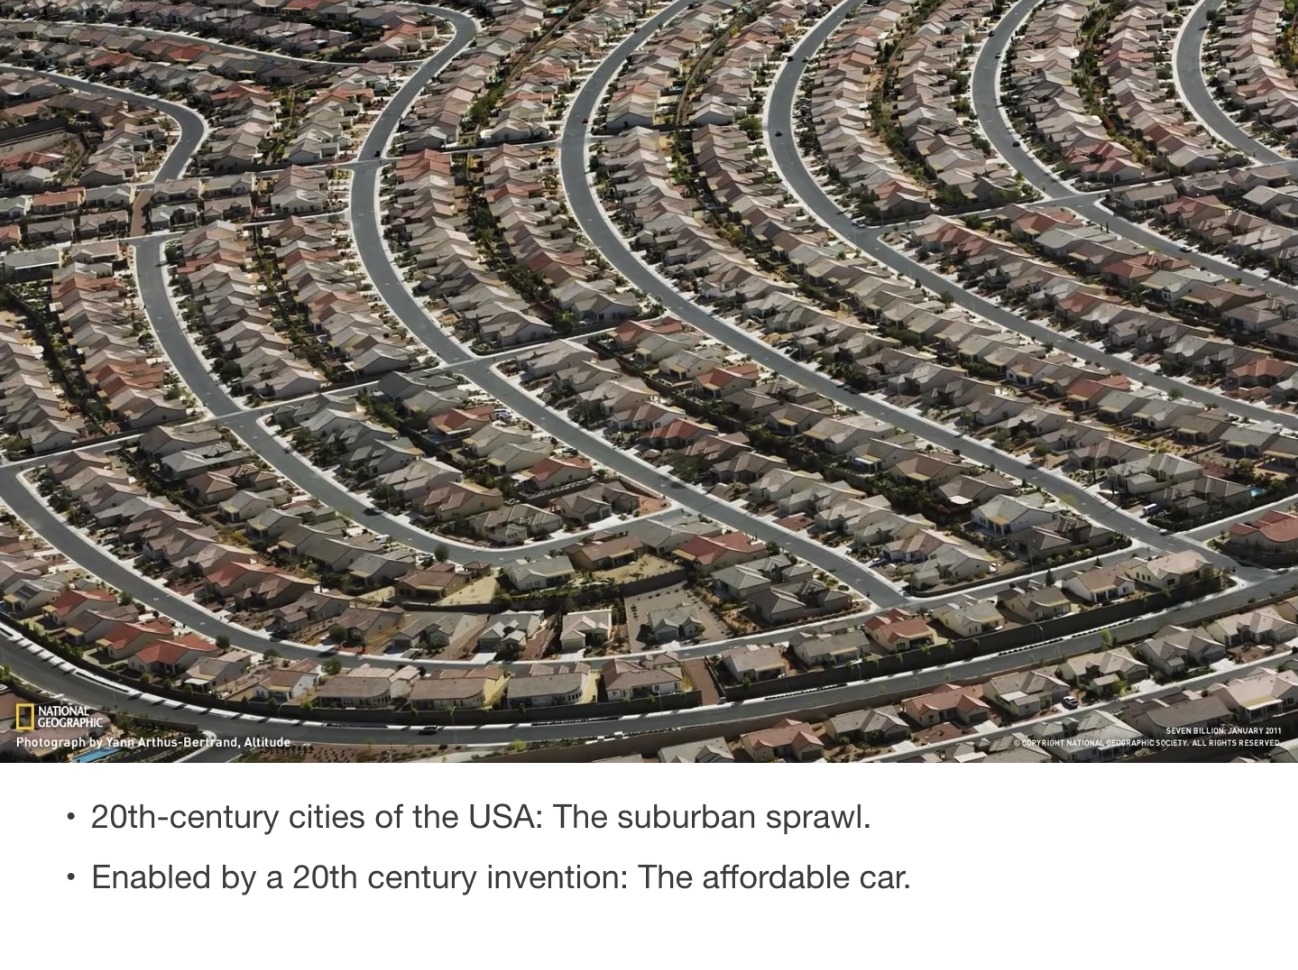 NATIONAL
GEOGRAPHIC
Photograph by Yann Arthus-Bertrand, Altitude
SEVEN BILLION, JANUARY 2011
© COPYRIGHT NATIONAL GEOGRAPHIC SOCIETY. ALL RIGHTS RESERVED.
• 20th-century cities of the USA: The suburban sprawl.
• Enabled by a 20th century invention: The affordable car.